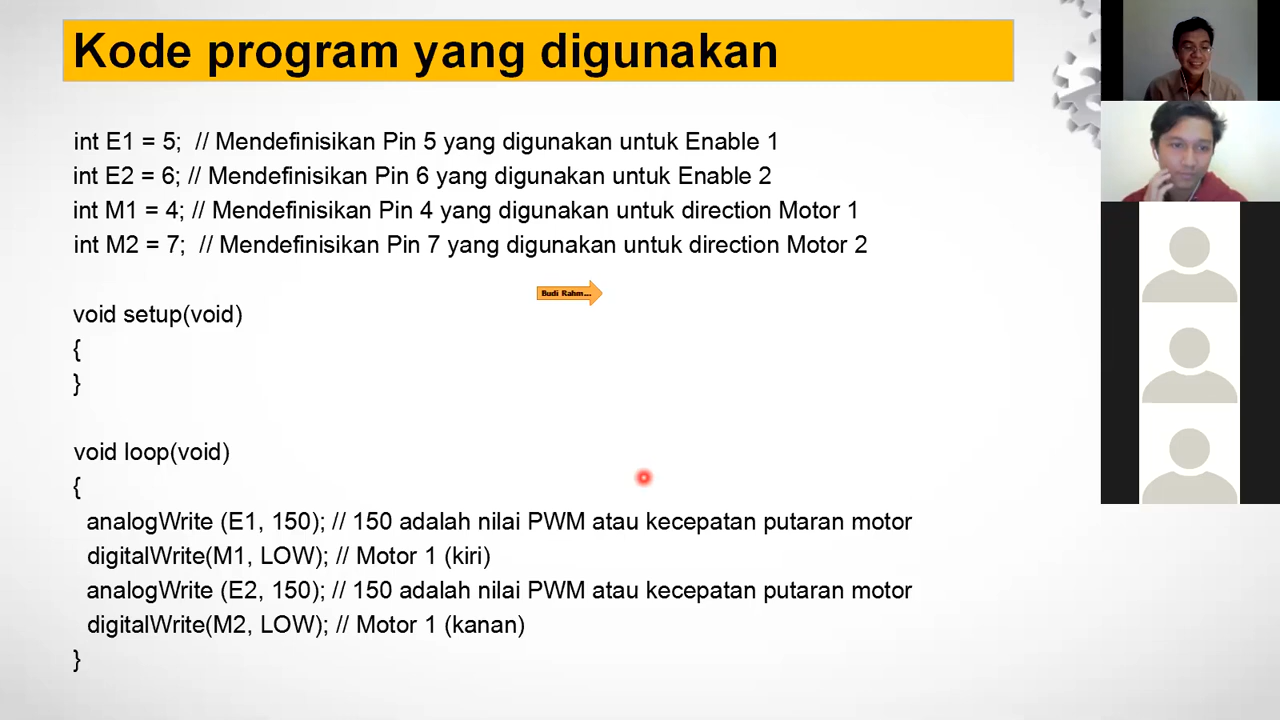 Kode program yang digunakan
int E1 = 5;  // Mendefinisikan Pin 5 yang digunakan untuk Enable 1
int E2 = 6; // Mendefinisikan Pin 6 yang digunakan untuk Enable 2
int M1 = 4; // Mendefinisikan Pin 4 yang digunakan untuk direction Motor 1
int M2 = 7;  // Mendefinisikan Pin 7 yang digunakan untuk direction Motor 2
Budi Rahm...
void setup(void)
{
}
void loop(void)
{
analogWrite (E1, 150); // 150 adalah nilai PWM atau kecepatan putaran motor
digitalWrite(M1, LOW); // Motor 1 (kiri)
analogWrite (E2, 150); // 150 adalah nilai PWM atau kecepatan putaran motor
digitalWrite(M2, LOW); // Motor 1 (kanan)
}